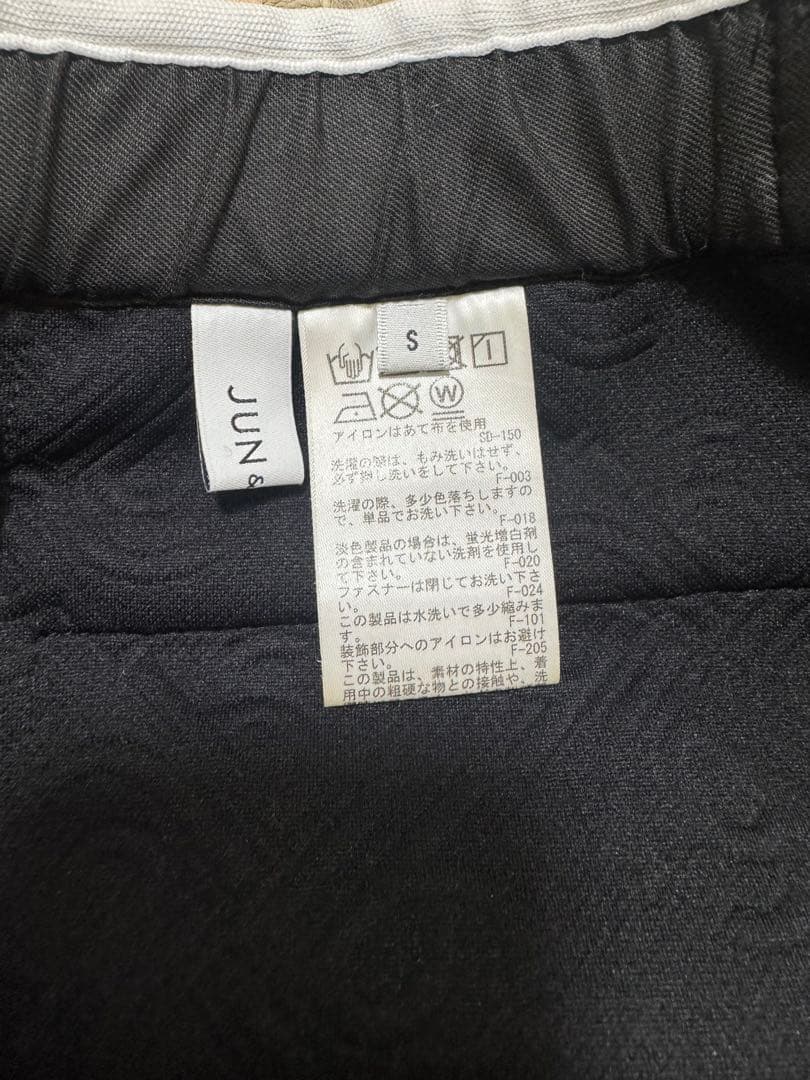 JUN &
S
W
アイロンはあて布を使用
SD-150
洗濯の際は、もみ洗いはせず、
必ず押し洗いをして下さい。
F-003
洗濯の際、多少色落ちしますの
で、単品でお洗い下さい。
F-018
淡色製品の場合は、蛍光増白剤
の含まれていない洗剤を使用し
て下さい。
F-020
ファスナーは閉じてお洗い下さ
い。
F-024
この製品は水洗いで多少縮みま
す。
F-101
装飾部分へのアイロンはお避け
下さい。
F-205
この製品は、素材の特性上、着
用中の粗硬な物との接触や、洗